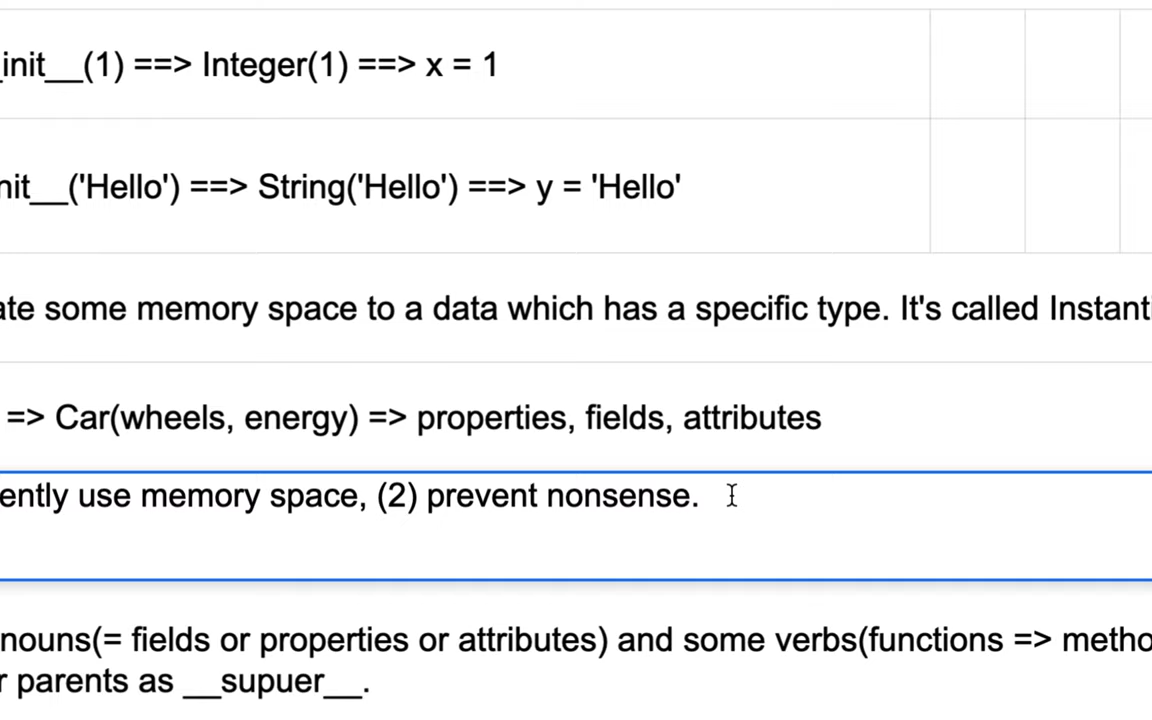 _init__(1) ==> Integer(1) ==> x = 1
nit__('Hello') ==> String('Hello') ==> y = 'Hello'
ate some memory space to a data which has a specific type. It's called Instanti
=> Car(wheels, energy) => properties, fields, attributes
ently use memory space, (2) prevent nonsense.
nouns(= fields or properties or attributes) and some verbs(functions => metho
r parents as __supuer__.